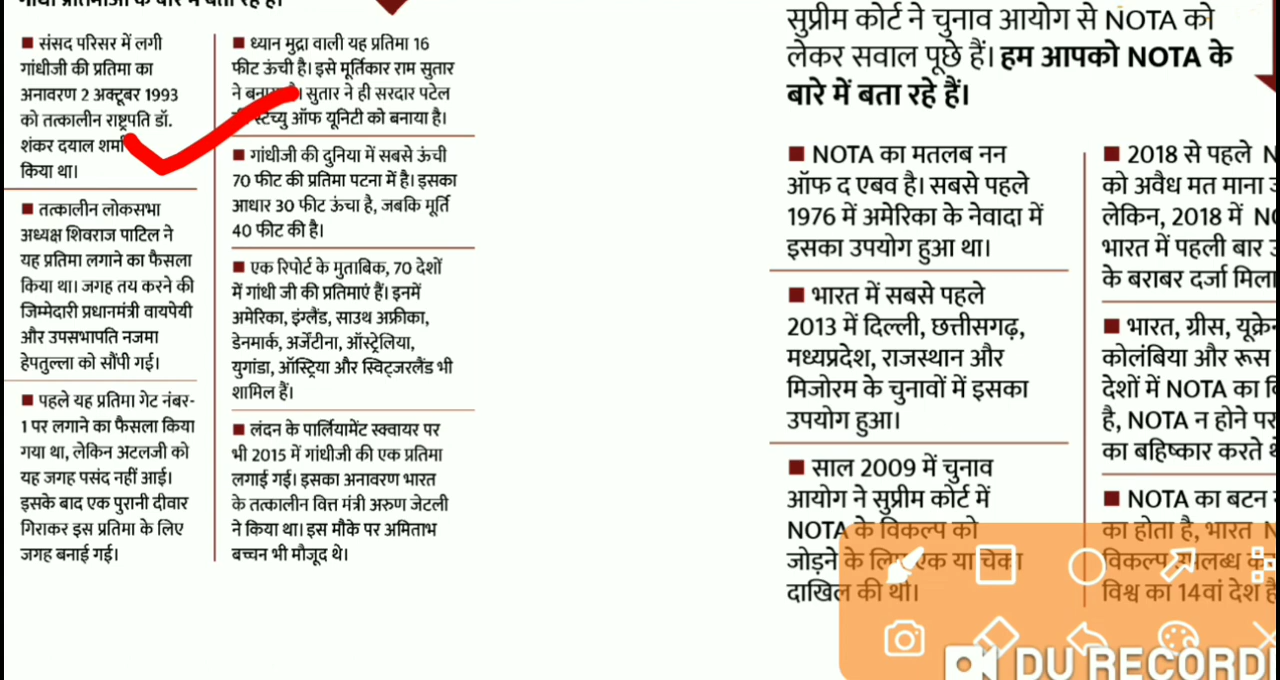 सुप्रीम कोर्ट ने चुनाव आयोग से NOTA को
लेकर सवाल पूछे हैं। हम आपको NOTA के
बारे में बता रहे हैं।
■ संसद परिसर में लगी
गांधीजी की प्रतिमा का
अनावरण 2 अक्टूबर 1993
को तत्कालीन राष्ट्रपति डॉ.
शंकर दयाल शर्मा
किया था।
■ तत्कालीन लोकसभा
अध्यक्ष शिवराज पाटिल ने
यह प्रतिमा लगाने का फैसला
किया था। जगह तय करने की
जिम्मेदारी प्रधानमंत्री वायपेयी
और उपसभापति नजमा
हेपतुल्ला को सौंपी गई।
■ पहले यह प्रतिमा गेट नंबर-
1 पर लगाने का फैसला किया
गया था, लेकिन अटलजी को
यह जगह पसंद नहीं आई।
इसके बाद एक पुरानी दीवार
गिराकर इस प्रतिमा के लिए
जगह बनाई गई।
■ ध्यान मुद्रा वाली यह प्रतिमा 16
फीट ऊंची है। इसे मूर्तिकार राम सुतार
ने सुतार ने ही सरदार पटेल
स्टेच्यु ऑफ यूनिटी को बनाया है।
■ गांधीजी की दुनिया में सबसे ऊंची
70 फीट की प्रतिमा पटना में है। इसका
आधार 30 फीट ऊंचा है, जबकि मूर्ति
40 फीट की है।
■ एक रिपोर्ट के मुताबिक, 70 देशों
में गांधी जी की प्रतिमाएं हैं। इनमें
अमेरिका, इंग्लैंड, साउथ अफ्रीका,
डेनमार्क, अर्जेंटीना, ऑस्ट्रेलिया,
युगांडा, ऑस्ट्रिया और स्विट्जरलैंड भी
शामिल हैं।
■ लंदन के पार्लियामेंट स्क्वायर पर
भी 2015 में गांधीजी की एक प्रतिमा
लगाई गई। इसका अनावरण भारत
के तत्कालीन वित्त मंत्री अरुण जेटली
ने किया था। इस मौके पर अमिताभ
बच्चन भी मौजूद थे।
■ NOTA का मतलब नन
ऑफ द एबव है। सबसे पहले
1976 में अमेरिका के नेवादा में
इसका उपयोग हुआ था।
■ भारत में सबसे पहले
2013 में दिल्ली, छत्तीसगढ़,
मध्यप्रदेश, राजस्थान और
मिजोरम के चुनावों में इसका
उपयोग हुआ।
■ साल 2009 में चुनाव
आयोग ने सुप्रीम कोर्ट में
NOTA के विकल्प को
जोड़ने के लिए एक याचिका
दाखिल की थी।
■ 2018 से पहले
को अवैध मत माना
लेकिन, 2018 में
भारत में पहली बार
के बराबर दर्जा मिला
■ भारत, ग्रीस,
कोलंबिया और रूस
देशों में NOTA का
है, NOTA न होने पर
का बहिष्कार करते
■ NOTA का बटन
का होता है, भारत
विकल्प उपलब्ध
विश्व का 14वां देश
DU RECORD